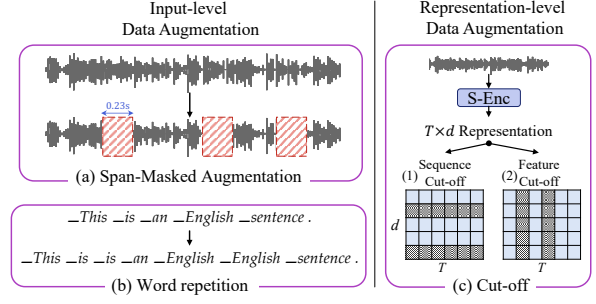 Input-level
Data Augmentation
0.23s
(a) Span-Masked Augmentation
_This _is _an _English _sentence .
_This _is _is _an _English _English _sentence .
(b) Word repetition
Representation-level
Data Augmentation
S-Enc
T×d Representation
(1) Sequence Cut-off
(2) Feature Cut-off
d
T
T
(c) Cut-off